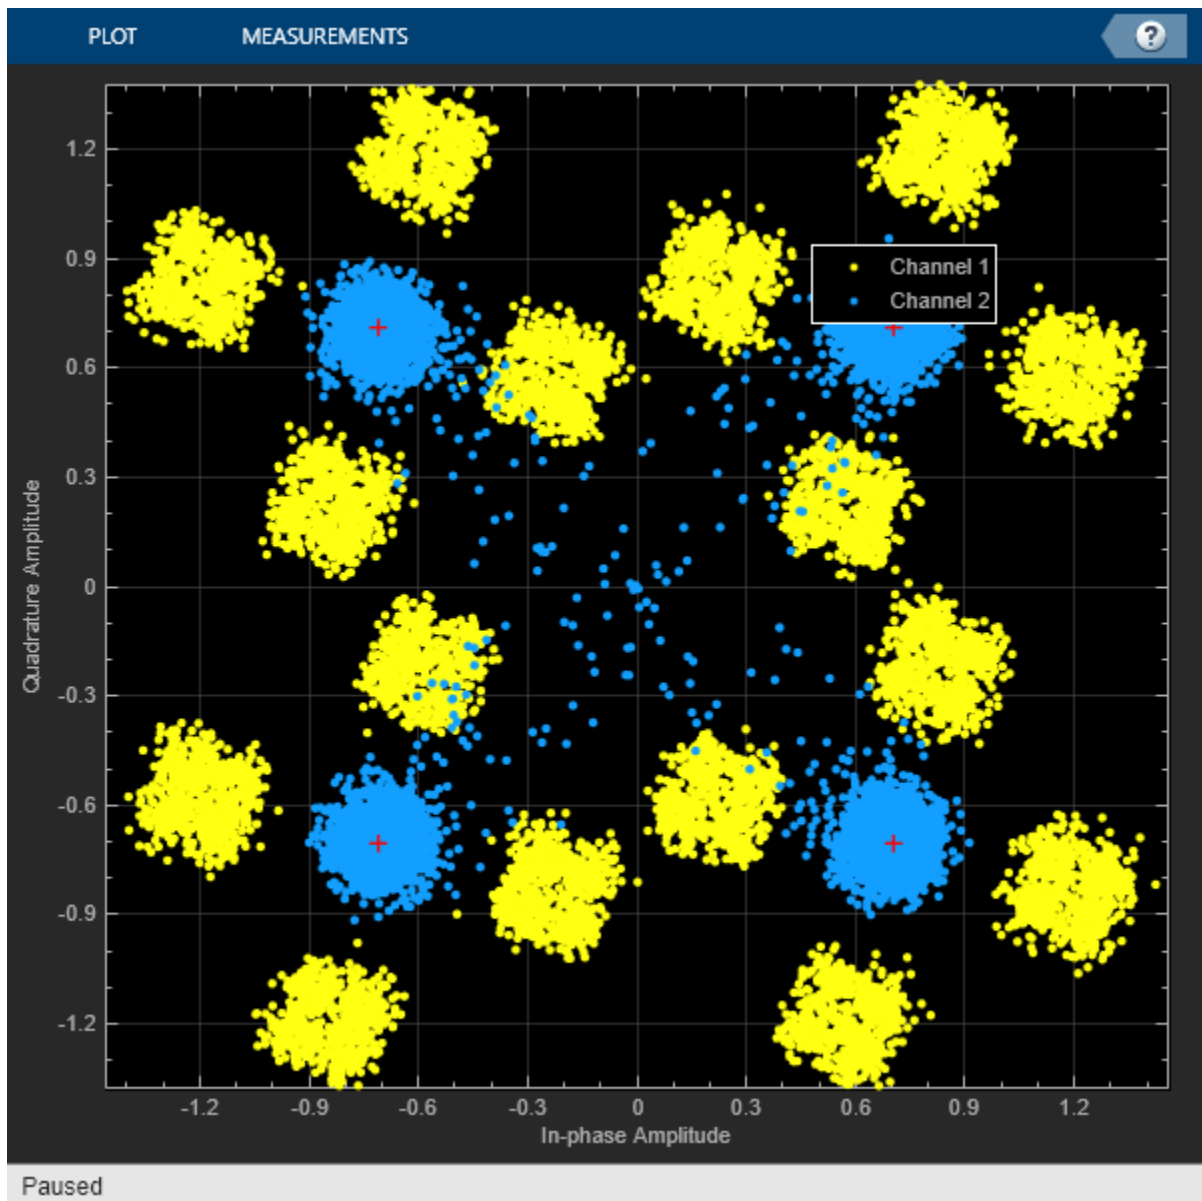 PLOT MEASUREMENTS ?
1.2
0.9
0.6
0.3
0
-0.3
-0.6
-0.9
-1.2
Quadrature Amplitude
Channel 1
Channel 2
-1.2 -0.9 -0.6 -0.3 0 0.3 0.6 0.9 1.2
In-phase Amplitude
Paused